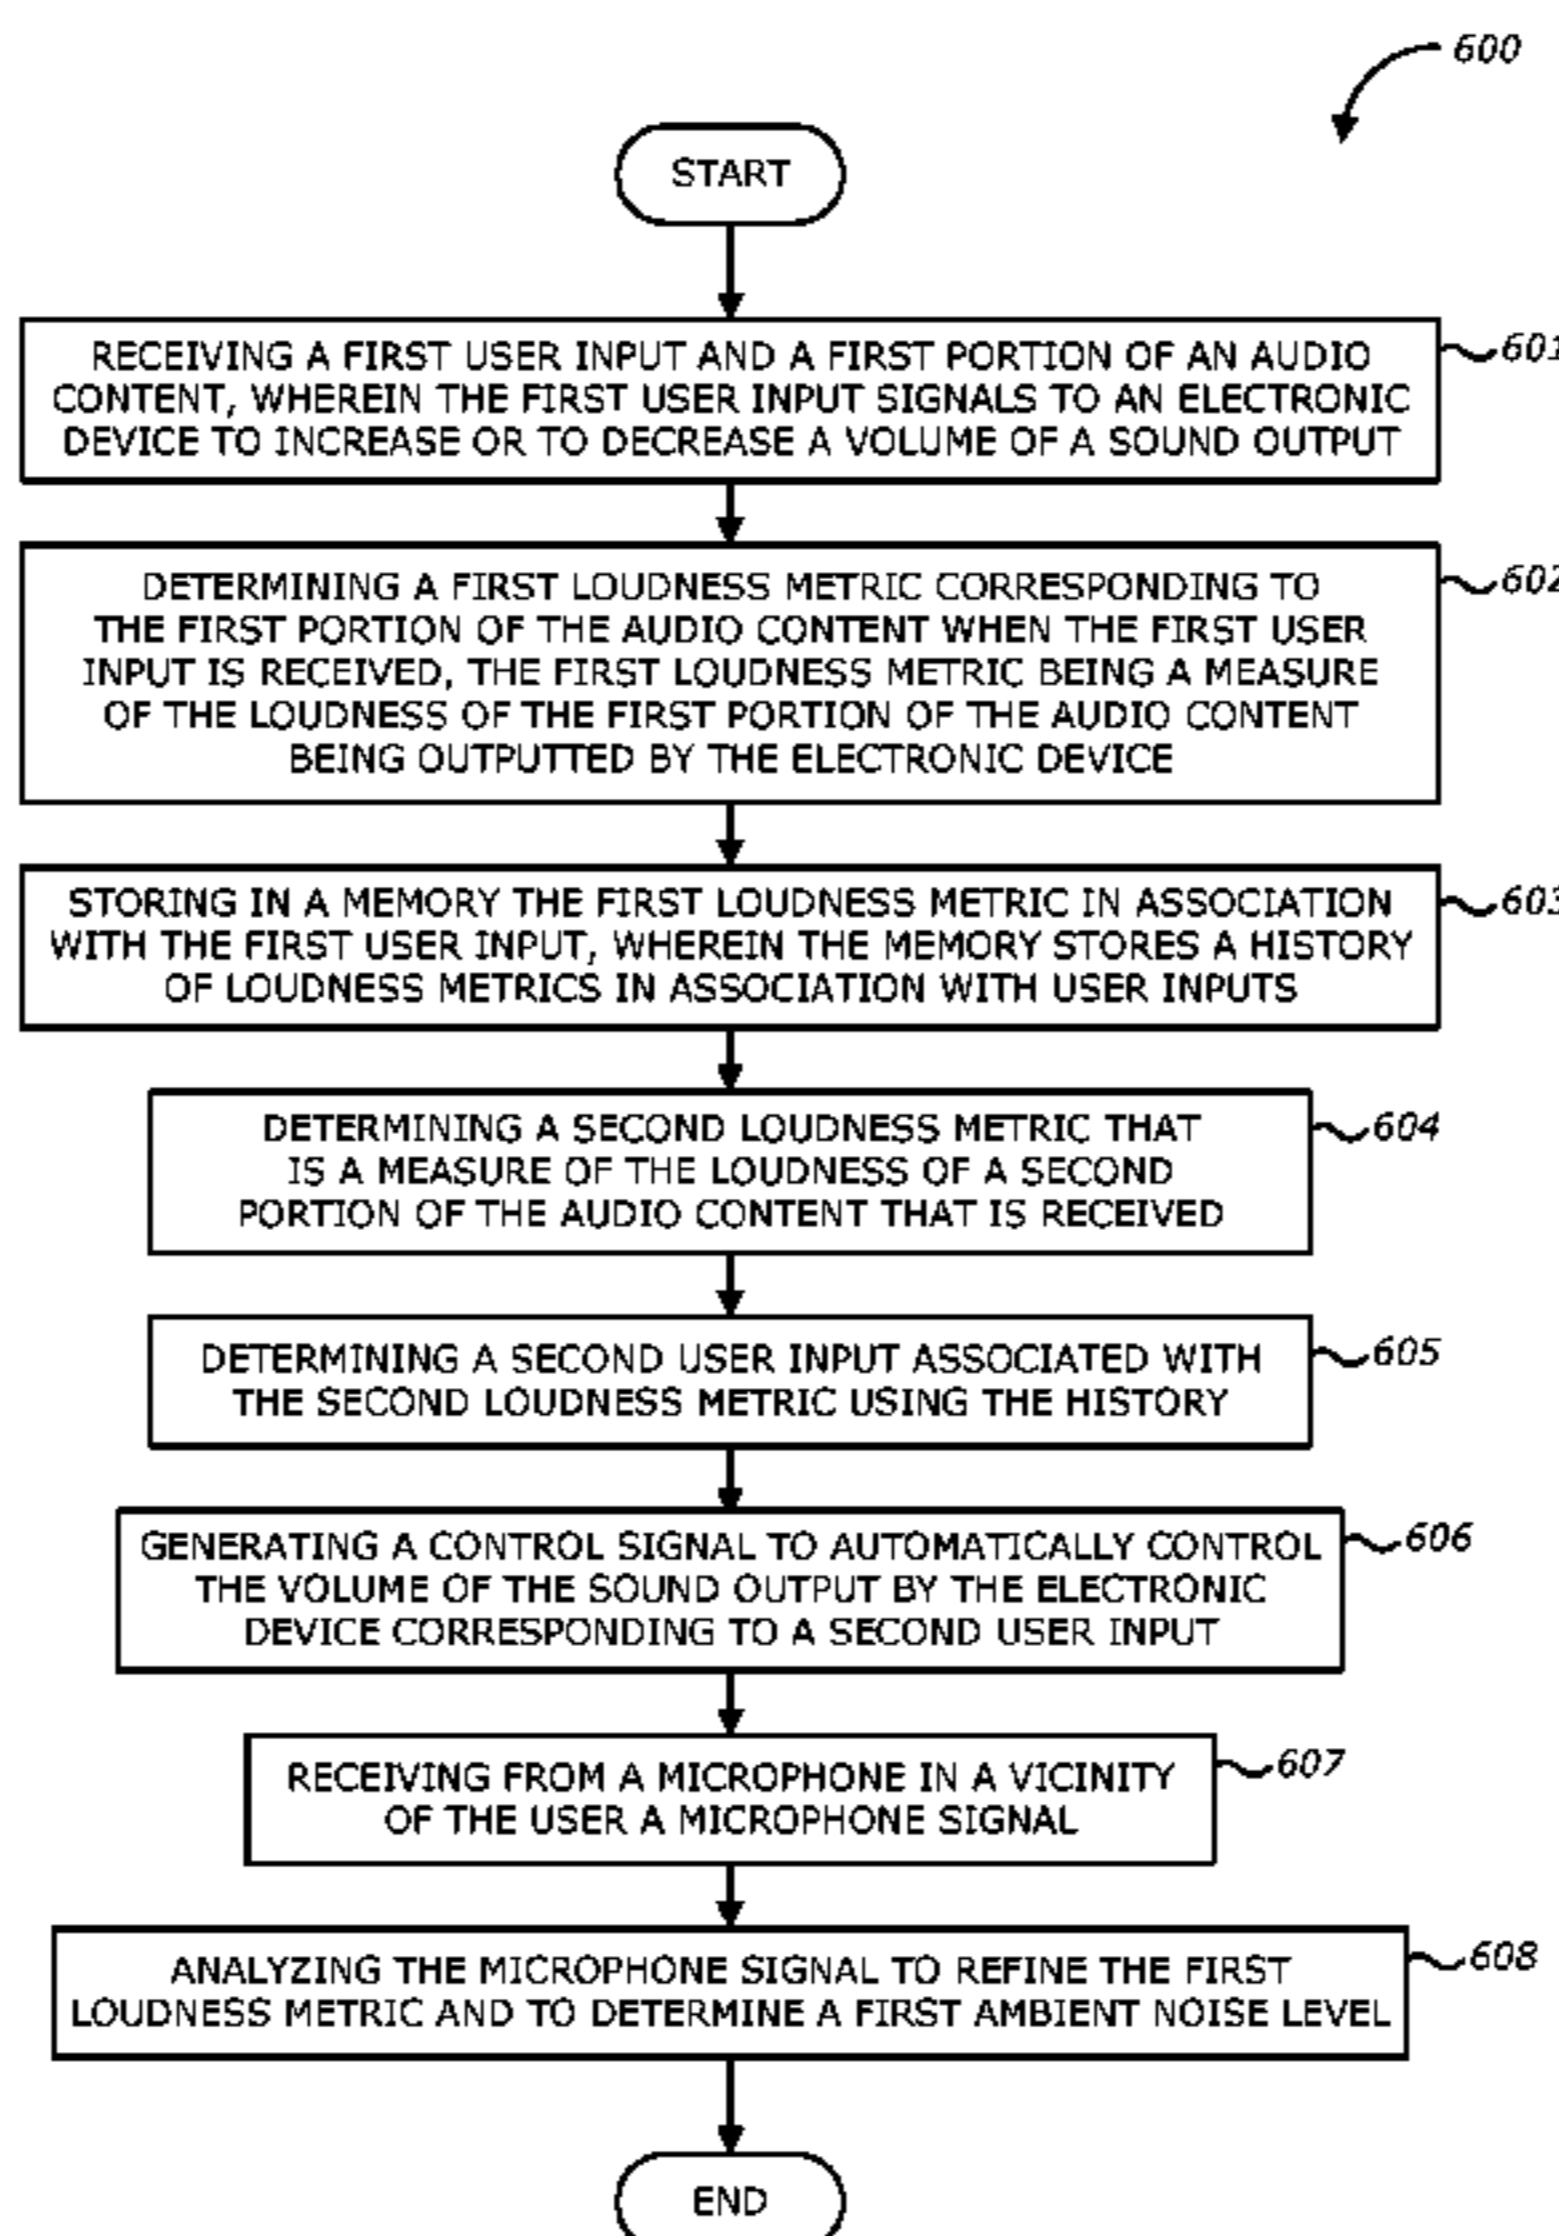 600
START
RECEIVING A FIRST USER INPUT AND A FIRST PORTION OF AN AUDIO
CONTENT, WHEREIN THE FIRST USER INPUT SIGNALS TO AN ELECTRONIC
DEVICE TO INCREASE OR TO DECREASE A VOLUME OF A SOUND OUTPUT
601
DETERMINING A FIRST LOUDNESS METRIC CORRESPONDING TO
THE FIRST PORTION OF THE AUDIO CONTENT WHEN THE FIRST USER
INPUT IS RECEIVED, THE FIRST LOUDNESS METRIC BEING A MEASURE
OF THE LOUDNESS OF THE FIRST PORTION OF THE AUDIO CONTENT
BEING OUTPUTTED BY THE ELECTRONIC DEVICE
602
STORING IN A MEMORY THE FIRST LOUDNESS METRIC IN ASSOCIATION
WITH THE FIRST USER INPUT, WHEREIN THE MEMORY STORES A HISTORY
OF LOUDNESS METRICS IN ASSOCIATION WITH USER INPUTS
603
DETERMINING A SECOND LOUDNESS METRIC THAT
IS A MEASURE OF THE LOUDNESS OF A SECOND
PORTION OF THE AUDIO CONTENT THAT IS RECEIVED
604
DETERMINING A SECOND USER INPUT ASSOCIATED WITH
THE SECOND LOUDNESS METRIC USING THE HISTORY
605
GENERATING A CONTROL SIGNAL TO AUTOMATICALLY CONTROL
THE VOLUME OF THE SOUND OUTPUT BY THE ELECTRONIC
DEVICE CORRESPONDING TO A SECOND USER INPUT
606
RECEIVING FROM A MICROPHONE IN A VICINITY
OF THE USER A MICROPHONE SIGNAL
607
ANALYZING THE MICROPHONE SIGNAL TO REFINE THE FIRST
LOUDNESS METRIC AND TO DETERMINE A FIRST AMBIENT NOISE LEVEL
608
END